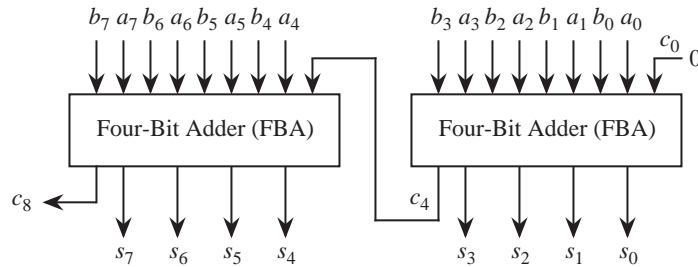 b7 a7 b6 a6 b5 a5 b4 a4 b3 a3 b2 a2 b1 a1 b0 a0
c0 0
Four-Bit Adder (FBA) Four-Bit Adder (FBA)
c8 c4
s7 s6 s5 s4 s3 s2 s1 s0